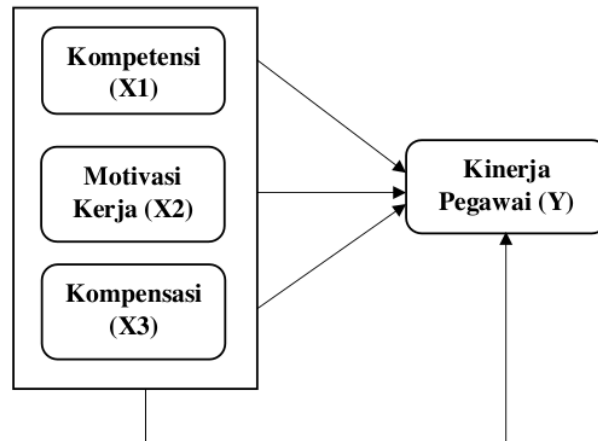 Kompetensi
(X1)
Motivasi
Kerja (X2)
Kompensasi
(X3)
Kinerja
Pegawai (Y)